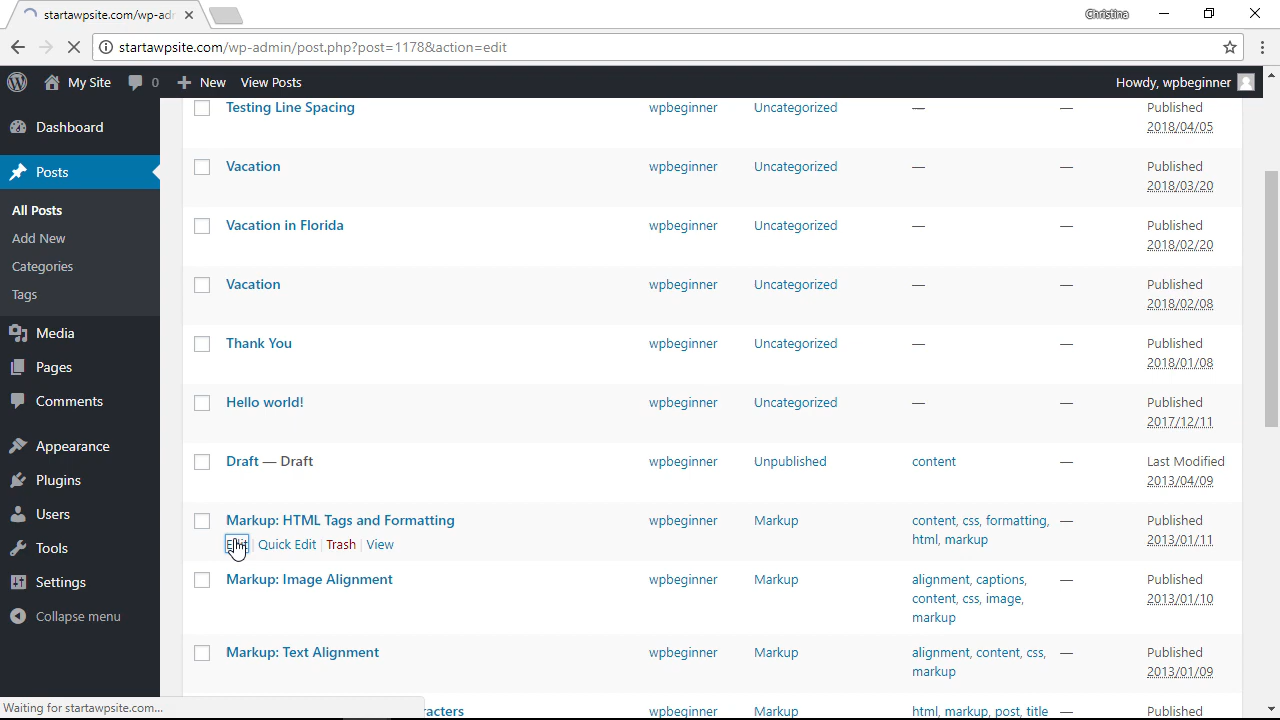 startawpsite.com/wp-adr
Christina
startawpsite.com/wp-admin/post.php?post=1178&action=edit
My Site 0 New View Posts Howdy, wpbeginner
Dashboard
Posts
All Posts
Add New
Categories
Tags
Media
Pages
Comments
Appearance
Plugins
Users
Tools
Settings
Collapse menu
Testing Line Spacing wpbeginner Uncategorized — — Published
2018/04/05
Vacation wpbeginner Uncategorized — — Published
2018/03/20
Vacation in Florida wpbeginner Uncategorized — — Published
2018/02/20
Vacation wpbeginner Uncategorized — — Published
2018/02/08
Thank You wpbeginner Uncategorized — — Published
2018/01/08
Hello world! wpbeginner Uncategorized — — Published
2017/12/11
Draft — Draft wpbeginner Unpublished content — Last Modified
2013/04/09
Markup: HTML Tags and Formatting wpbeginner Markup content, css, formatting, — Published
Edit | Quick Edit | Trash | View html, markup 2013/01/11
Markup: Image Alignment wpbeginner Markup alignment, captions, — Published
content, css, image, 2013/01/10
markup
Markup: Text Alignment wpbeginner Markup alignment, content, css, — Published
markup 2013/01/09
acters wpbeginner Markup html, markup, post, title — Published
Waiting for startawpsite.com...